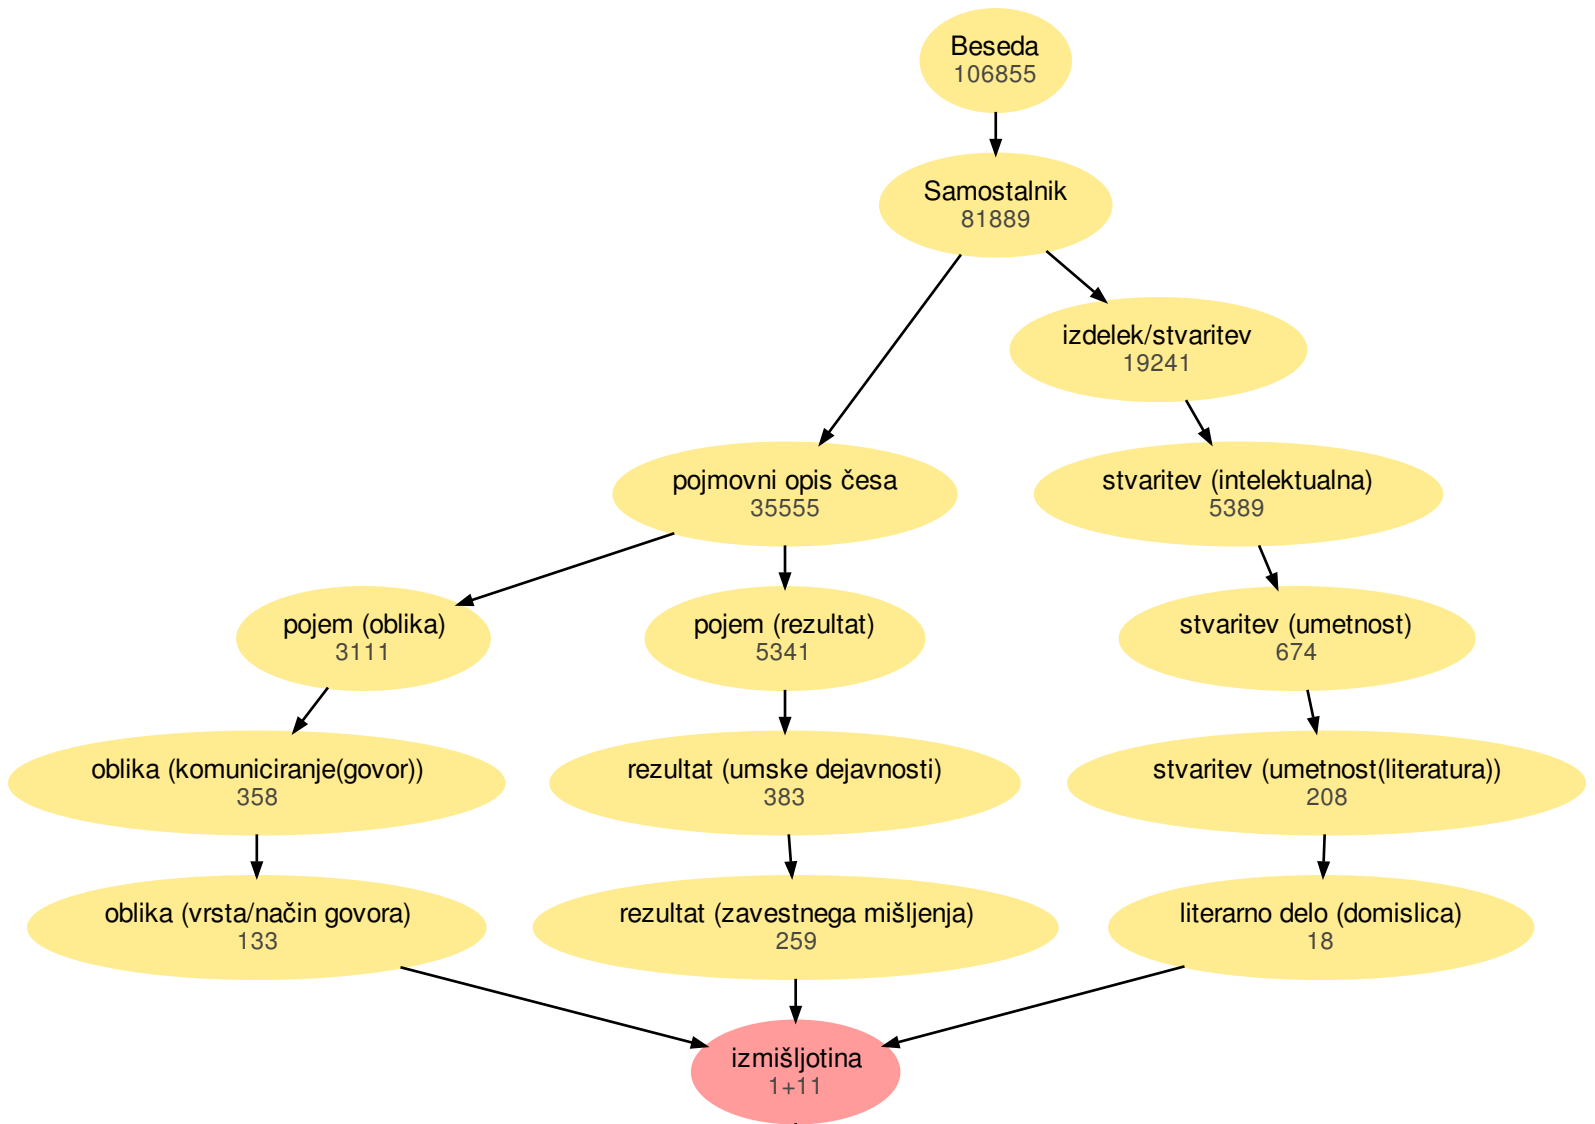 Beseda
106855
Samostalnik
81889
izdelek/stvaritev
19241
pojmovni opis česa
35555
stvaritev (intelektualna)
5389
pojem (oblika)
3111
pojem (rezultat)
5341
stvaritev (umetnost)
674
oblika (komuniciranje(govor))
358
rezultat (umske dejavnosti)
383
stvaritev (umetnost(literatura))
208
oblika (vrsta/način govora)
133
rezultat (zavestnega mišljenja)
259
literarno delo (domislica)
18
izmišljotina
1+11